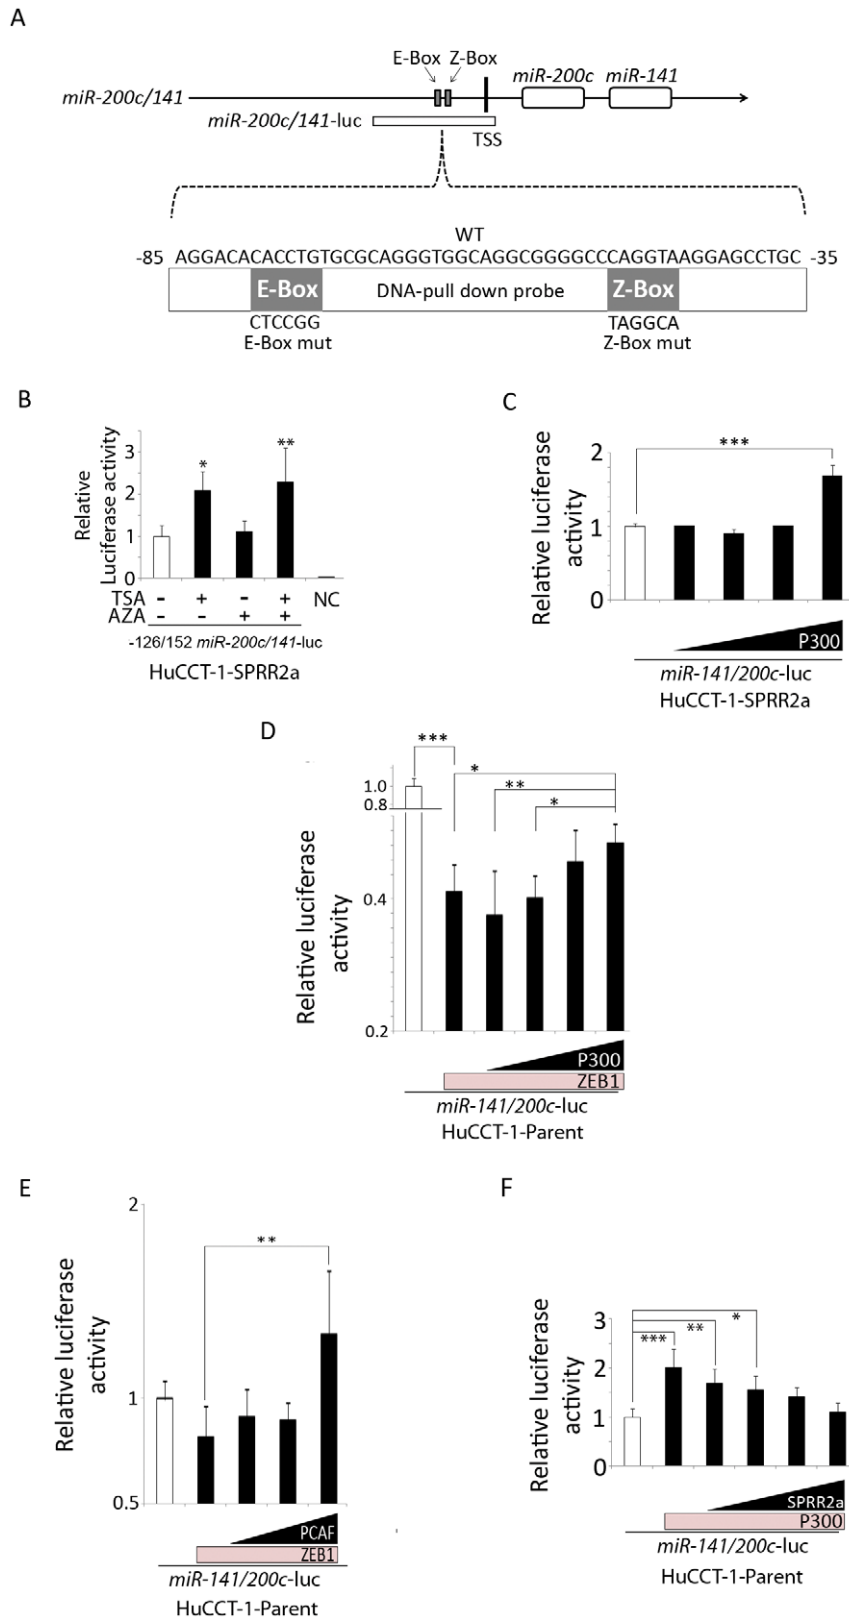 A
E-Box Z-Box
miR-200c miR-141
miR-200c/141
miR-200c/141-luc
TSS
WT
-85 AGGACACACCTGTGCGCAGGGTGGCAGGCGGGGCCCAGGTAAGGAGCCTGC -35
E-Box DNA-pull down probe Z-Box
CTCCGG TAGGCA
E-Box mut Z-Box mut
B
Relative
Luciferase activity
3
2
1
0
* **
TSA - + - + NC
AZA - - + +
-126/152 miR-200c/141-luc
HuCCT-1-SPRR2a
C
Relative luciferase
activity
2
1
0
***
P300
miR-141/200c-luc
HuCCT-1-SPRR2a
D
Relative luciferase
activity
1.0
0.8
0.4
0.2
***
*
**
*
P300
ZEB1
miR-141/200c-luc
HuCCT-1-Parent
E
Relative luciferase
activity
2
1
0.5
**
PCAF
ZEB1
miR-141/200c-luc
HuCCT-1-Parent
F
Relative luciferase
activity
3
2
1
0
*
**
***
SPRR2a
P300
miR-141/200c-luc
HuCCT-1-Parent